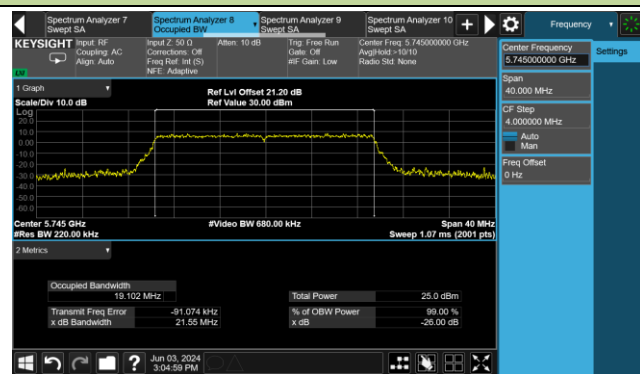 Spectrum Analyzer 7
Swept SA
Spectrum Analyzer 8
Occupied BW
Spectrum Analyzer 9
Swept SA
Spectrum Analyzer 10
Swept SA
Frequency
KEYSIGHT
Input: RF
Coupling: AC
Align: Auto
Input Z: 50 Ω
Corrections: Off
Freq Ref: Int (S)
NFE: Adaptive
Atten: 10 dB
Trig: Free Run
Gate: Off
#IF Gain: Low
Center Freq: 5.745000000 GHz
Avg|Hold:>10/10
Radio Std: None
Center Frequency
5.745000000 GHz
Settings
Span
40.000 MHz
CF Step
4.000000 MHz
Auto
Man
Freq Offset
0 Hz
1 Graph
Scale/Div 10.0 dB
Ref Lvl Offset 21.20 dB
Ref Value 30.00 dBm
Log
20.0
10.0
0.00
-10.0
-20.0
-30.0
-40.0
-50.0
-60.0
Center 5.745 GHz
#Res BW 220.00 kHz
#Video BW 680.00 kHz
Span 40 MHz
Sweep 1.07 ms (2001 pts)
2 Metrics
Occupied Bandwidth
19.102 MHz
Total Power 25.0 dBm
Transmit Freq Error -91.074 kHz
% of OBW Power 99.00 %
x dB Bandwidth 21.55 MHz
x dB -26.00 dB
Jun 03, 2024
3:04:59 PM